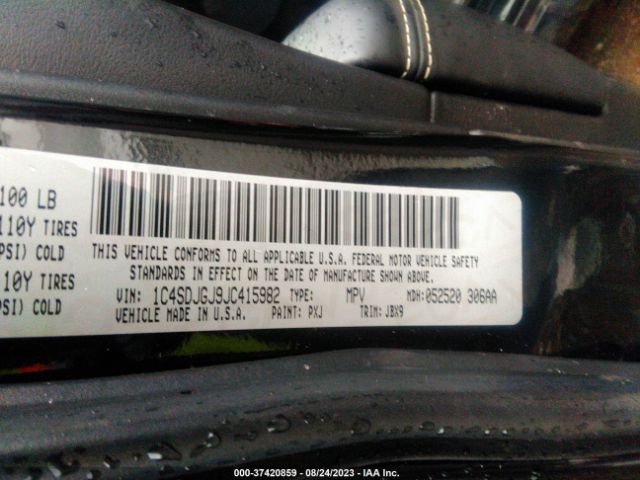 100 LB
110Y TIRES
PSI) COLD
110Y TIRES
PSI) COLD
THIS VEHICLE CONFORMS TO ALL APPLICABLE U.S.A. FEDERAL MOTOR VEHICLE SAFETY
STANDARDS IN EFFECT ON THE DATE OF MANUFACTURE SHOWN ABOVE.
VIN: 1C4SDJGJ9JC415982 TYPE: MPV MDH: 052520 306AA
VEHICLE MADE IN U.S.A. PAINT: PXJ TRIM: JBX9
000-37420859 - 08/24/2023 - IAA Inc.